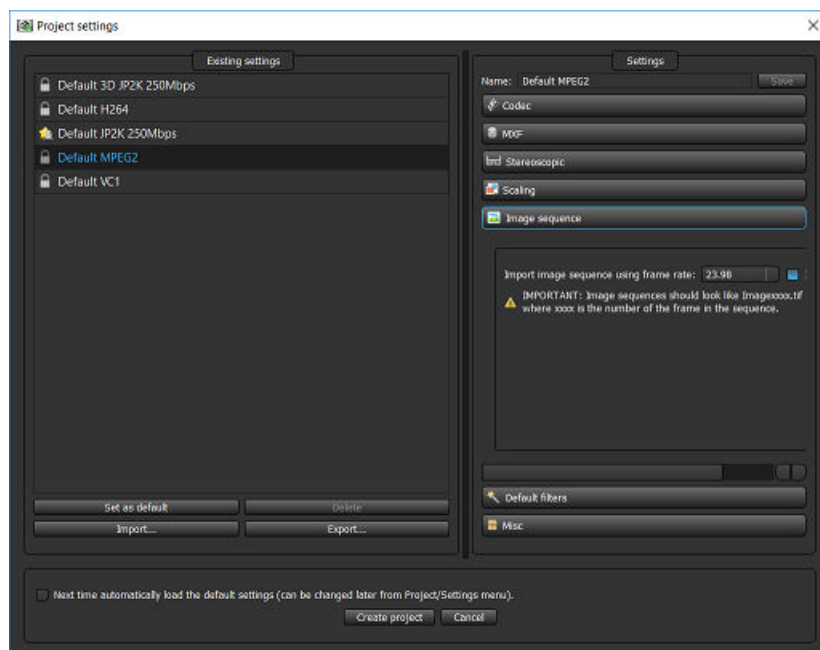 Project settings
Existing settings
Default 3D JP2K 250Mbps
Default H264
Default JP2K 250Mbps
Default MPEG2
Default VC1
Set as default
Delete
Import...
Export...
Settings
Name: Default MPEG2
Save
Codec
MXF
Stereoscopic
Scaling
Image sequence
Import image sequence using frame rate: 23.98
IMPORTANT: Image sequences should look like Imagexxxx.tif
where xxxx is the number of the frame in the sequence.
Default filters
Misc
Next time automatically load the default settings (can be changed later from Project/Settings menu).
Create project
Cancel